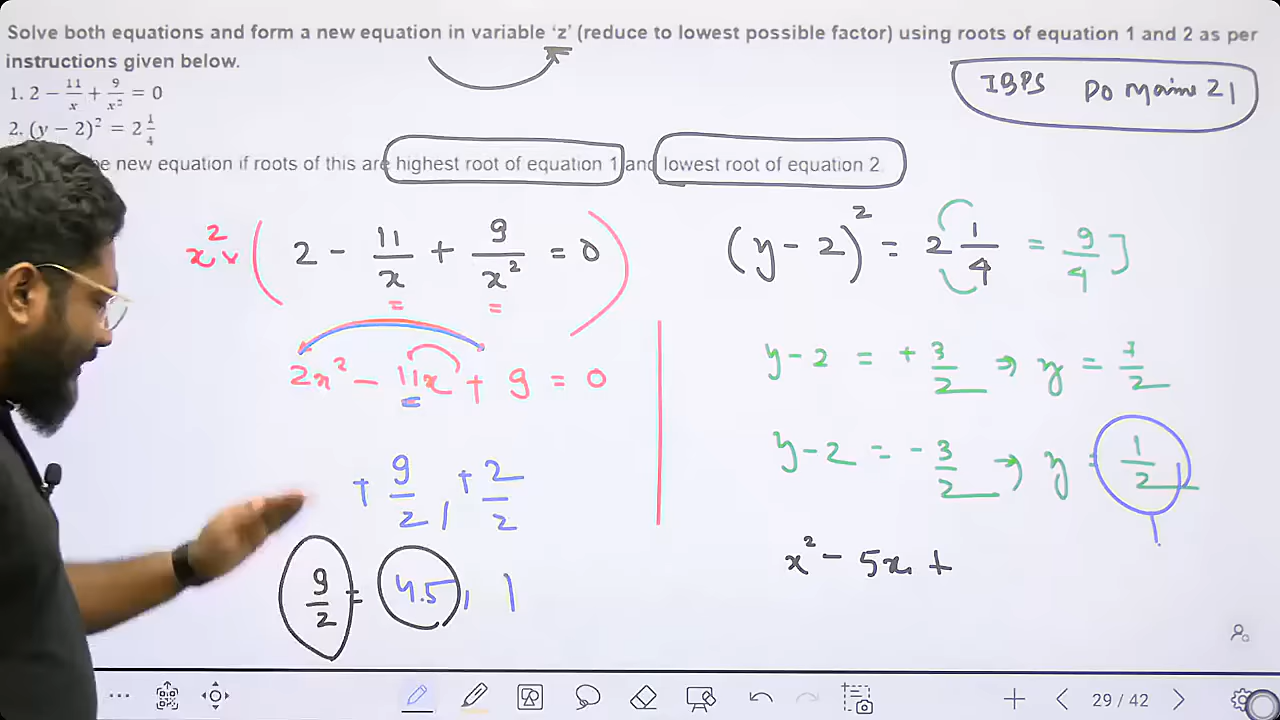 Solve both equations and form a new equation in variable ‘z’ (reduce to lowest possible factor) using roots of equation 1 and 2 as per
instructions given below.
IBPS PO Mains 21
1. 2 − 11/x + 9/x² = 0
2. (y − 2)² = 2 1/4
new equation if roots of this are highest root of equation 1 and lowest root of equation 2.
x² × ( 2 − 11/x + 9/x² = 0 )
(y − 2)² = 2 1/4 = 9/4 ]
2x² − 11x + 9 = 0
y − 2 = + 3/2 ⇒ y = 7/2
y − 2 = − 3/2 ⇒ y = 1/2
+ 9/2, + 2/2
9/2 = 4.5, 1
x² − 5x +
29 / 42